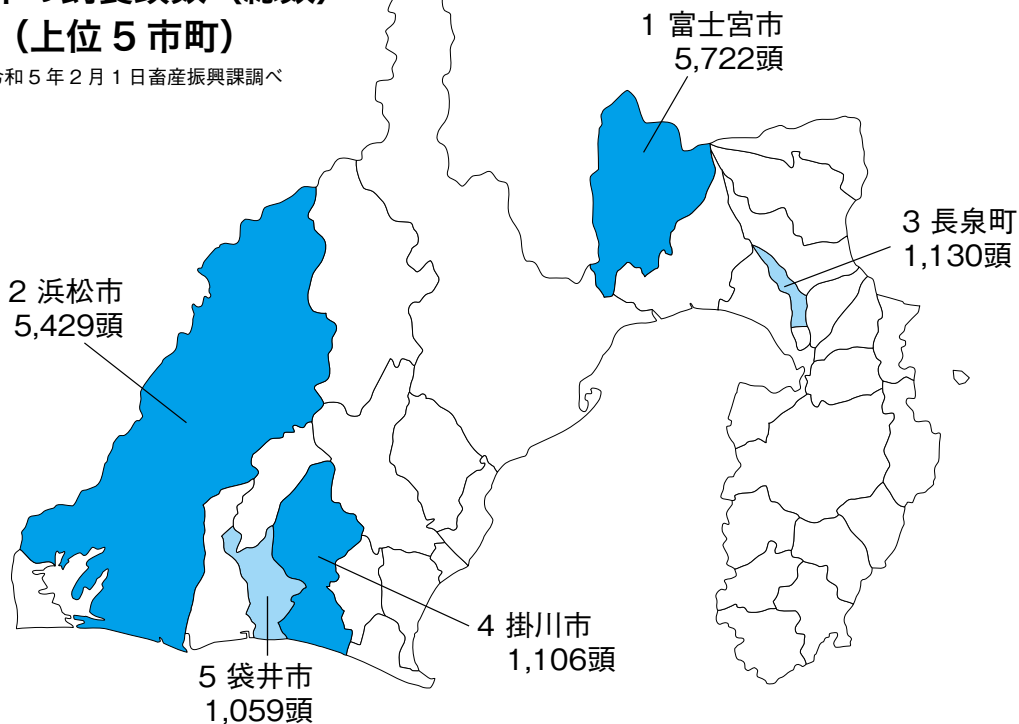 (上位 5 市町)
和 5 年 2 月 1 日畜産振興課調べ
1 富士宮市
5,722頭
3 長泉町
1,130頭
2 浜松市
5,429頭
4 掛川市
1,106頭
5 袋井市
1,059頭